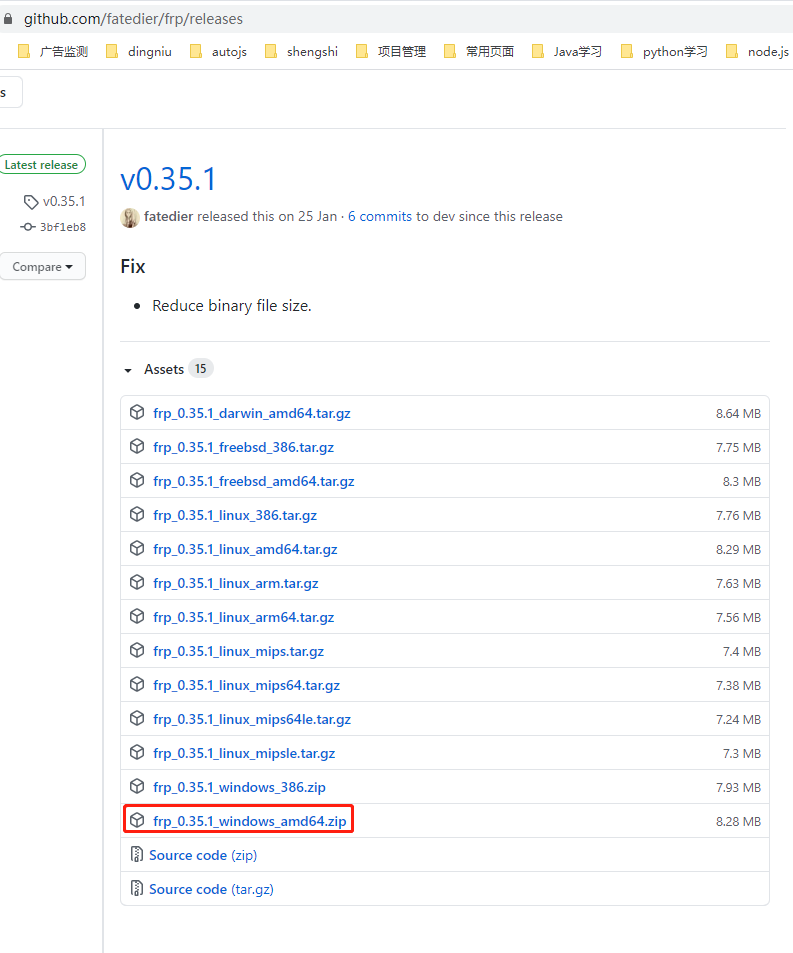 github.com/fatedier/frp/releases
广告监测 dingniu autojs shengshi 项目管理 常用页面 Java学习 python学习 node.js
s
Latest release
v0.35.1
3bf1eb8
Compare
v0.35.1
fatedier released this on 25 Jan · 6 commits to dev since this release
Fix
• Reduce binary file size.
Assets 15
frp_0.35.1_darwin_amd64.tar.gz 8.64 MB
frp_0.35.1_freebsd_386.tar.gz 7.75 MB
frp_0.35.1_freebsd_amd64.tar.gz 8.3 MB
frp_0.35.1_linux_386.tar.gz 7.76 MB
frp_0.35.1_linux_amd64.tar.gz 8.29 MB
frp_0.35.1_linux_arm.tar.gz 7.63 MB
frp_0.35.1_linux_arm64.tar.gz 7.56 MB
frp_0.35.1_linux_mips.tar.gz 7.4 MB
frp_0.35.1_linux_mips64.tar.gz 7.38 MB
frp_0.35.1_linux_mips64le.tar.gz 7.24 MB
frp_0.35.1_linux_mipsle.tar.gz 7.3 MB
frp_0.35.1_windows_386.zip 7.93 MB
frp_0.35.1_windows_amd64.zip 8.28 MB
Source code (zip)
Source code (tar.gz)